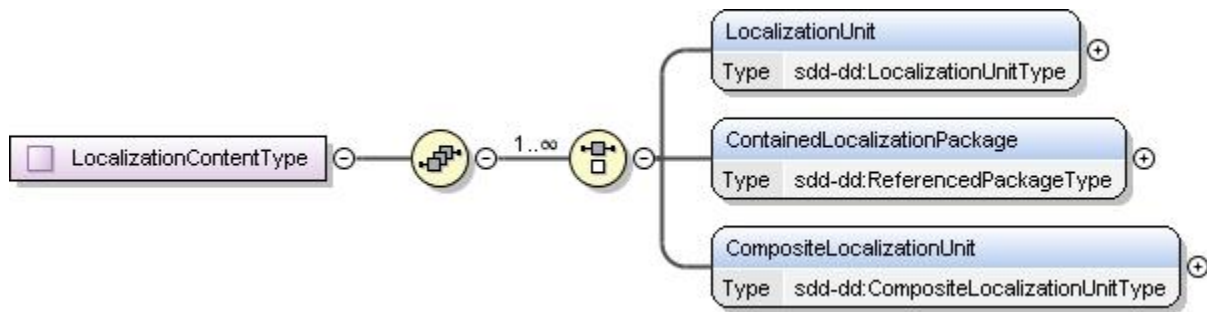 LocalizationUnit
Type sdd-dd:LocalizationUnitType
LocalizationContentType
1..∞
ContainedLocalizationPackage
Type sdd-dd:ReferencedPackageType
CompositeLocalizationUnit
Type sdd-dd:CompositeLocalizationUnitType